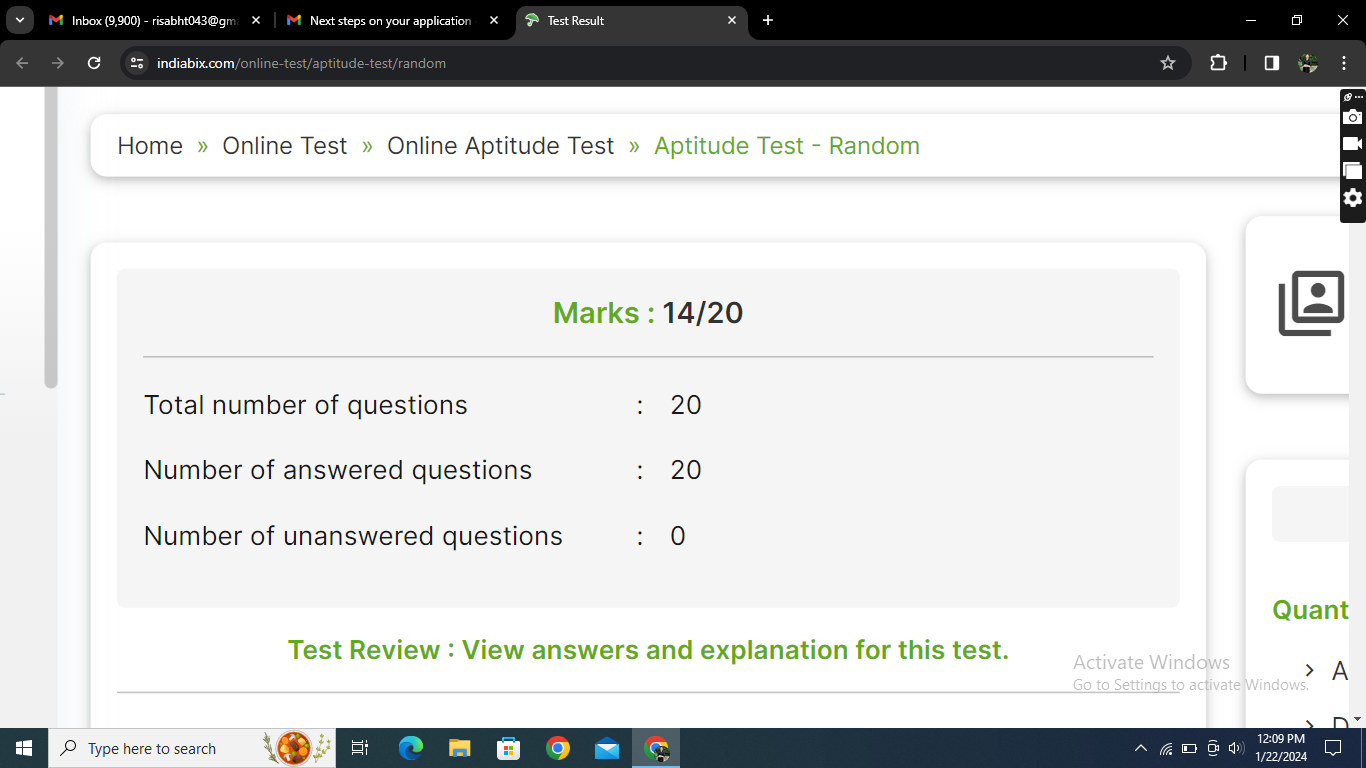 Inbox (9,900) - risabht043@gm
Next steps on your application
Test Result
indiabix.com/online-test/aptitude-test/random
Home » Online Test » Online Aptitude Test » Aptitude Test - Random
Marks : 14/20
Total number of questions : 20
Number of answered questions : 20
Number of unanswered questions : 0
Test Review : View answers and explanation for this test.
Quant
A
D
Activate Windows
Go to Settings to activate Windows.
Type here to search
12:09 PM
1/22/2024